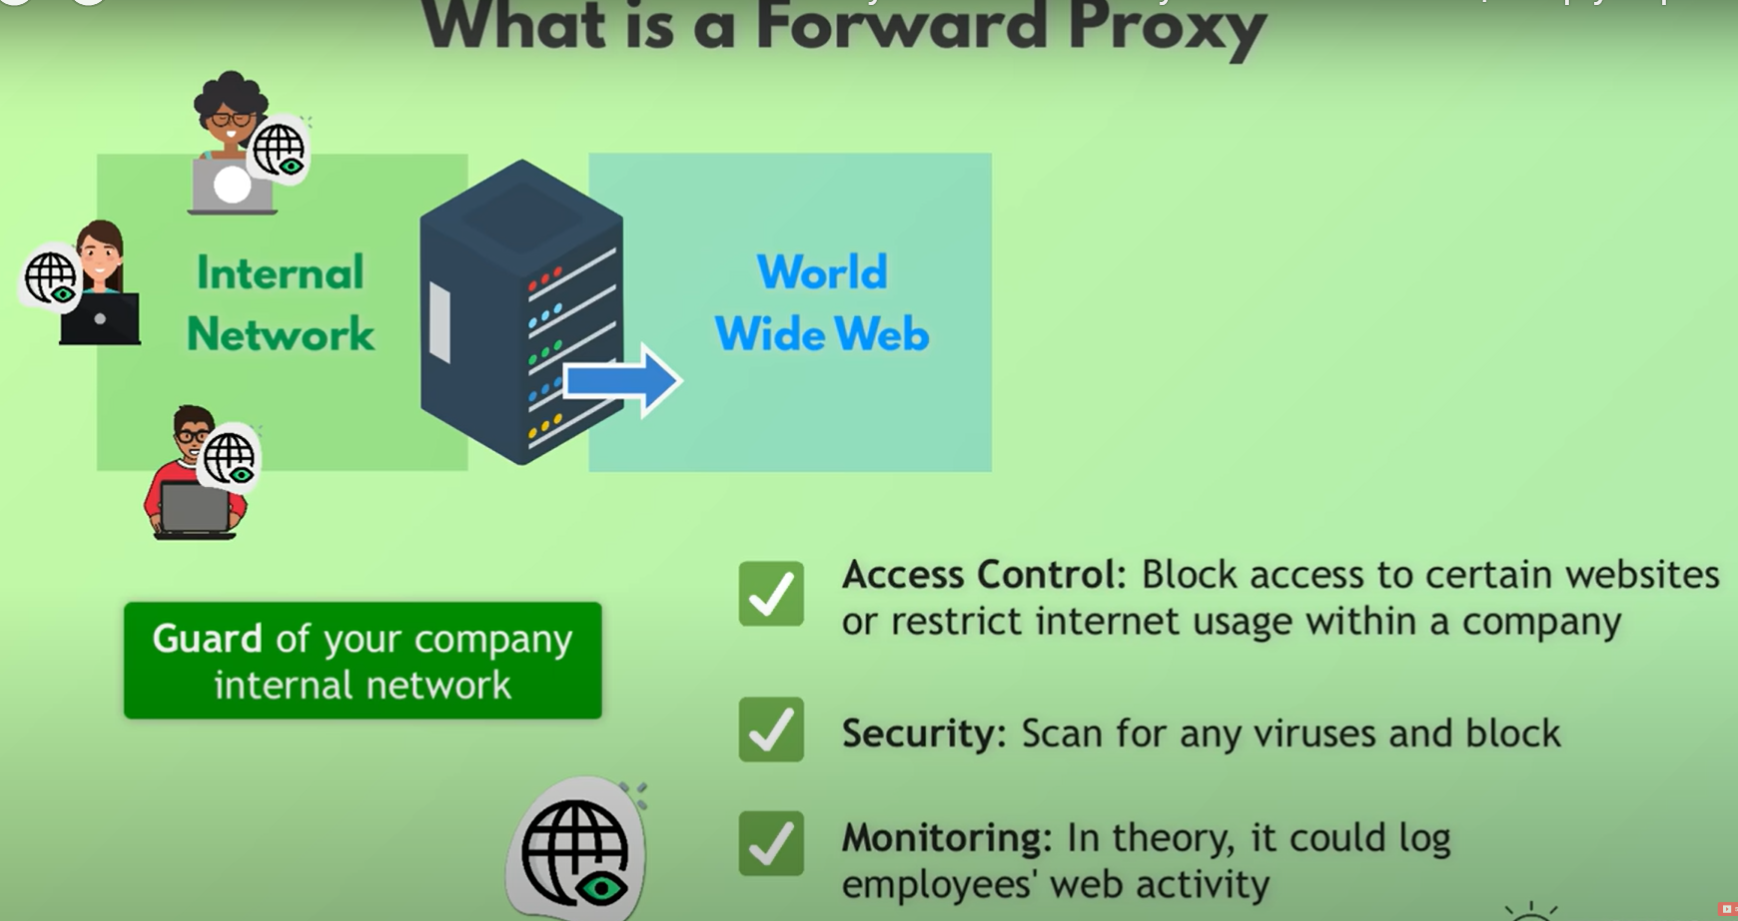 What is a Forward Proxy
Internal
Network
World
Wide Web
Guard of your company
internal network
Access Control: Block access to certain websites
or restrict internet usage within a company
Security: Scan for any viruses and block
Monitoring: In theory, it could log
employees' web activity